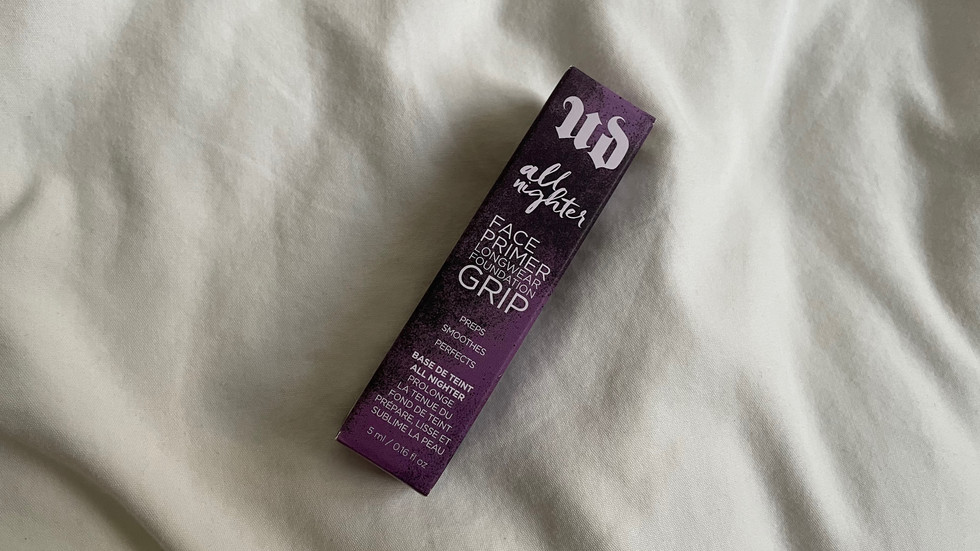 UD
all
nighter
FACE
PRIMER
LONGWEAR
FOUNDATION
GRIP
PREPS
SMOOTHES
PERFECTS
BASE DE TEINT
ALL NIGHTER
PROLONGE
LA TENUE DU
FOND DE TEINT
PRÉPARE, LISSE ET
SUBLIME LA PEAU
5 ml / 0.16 fl oz